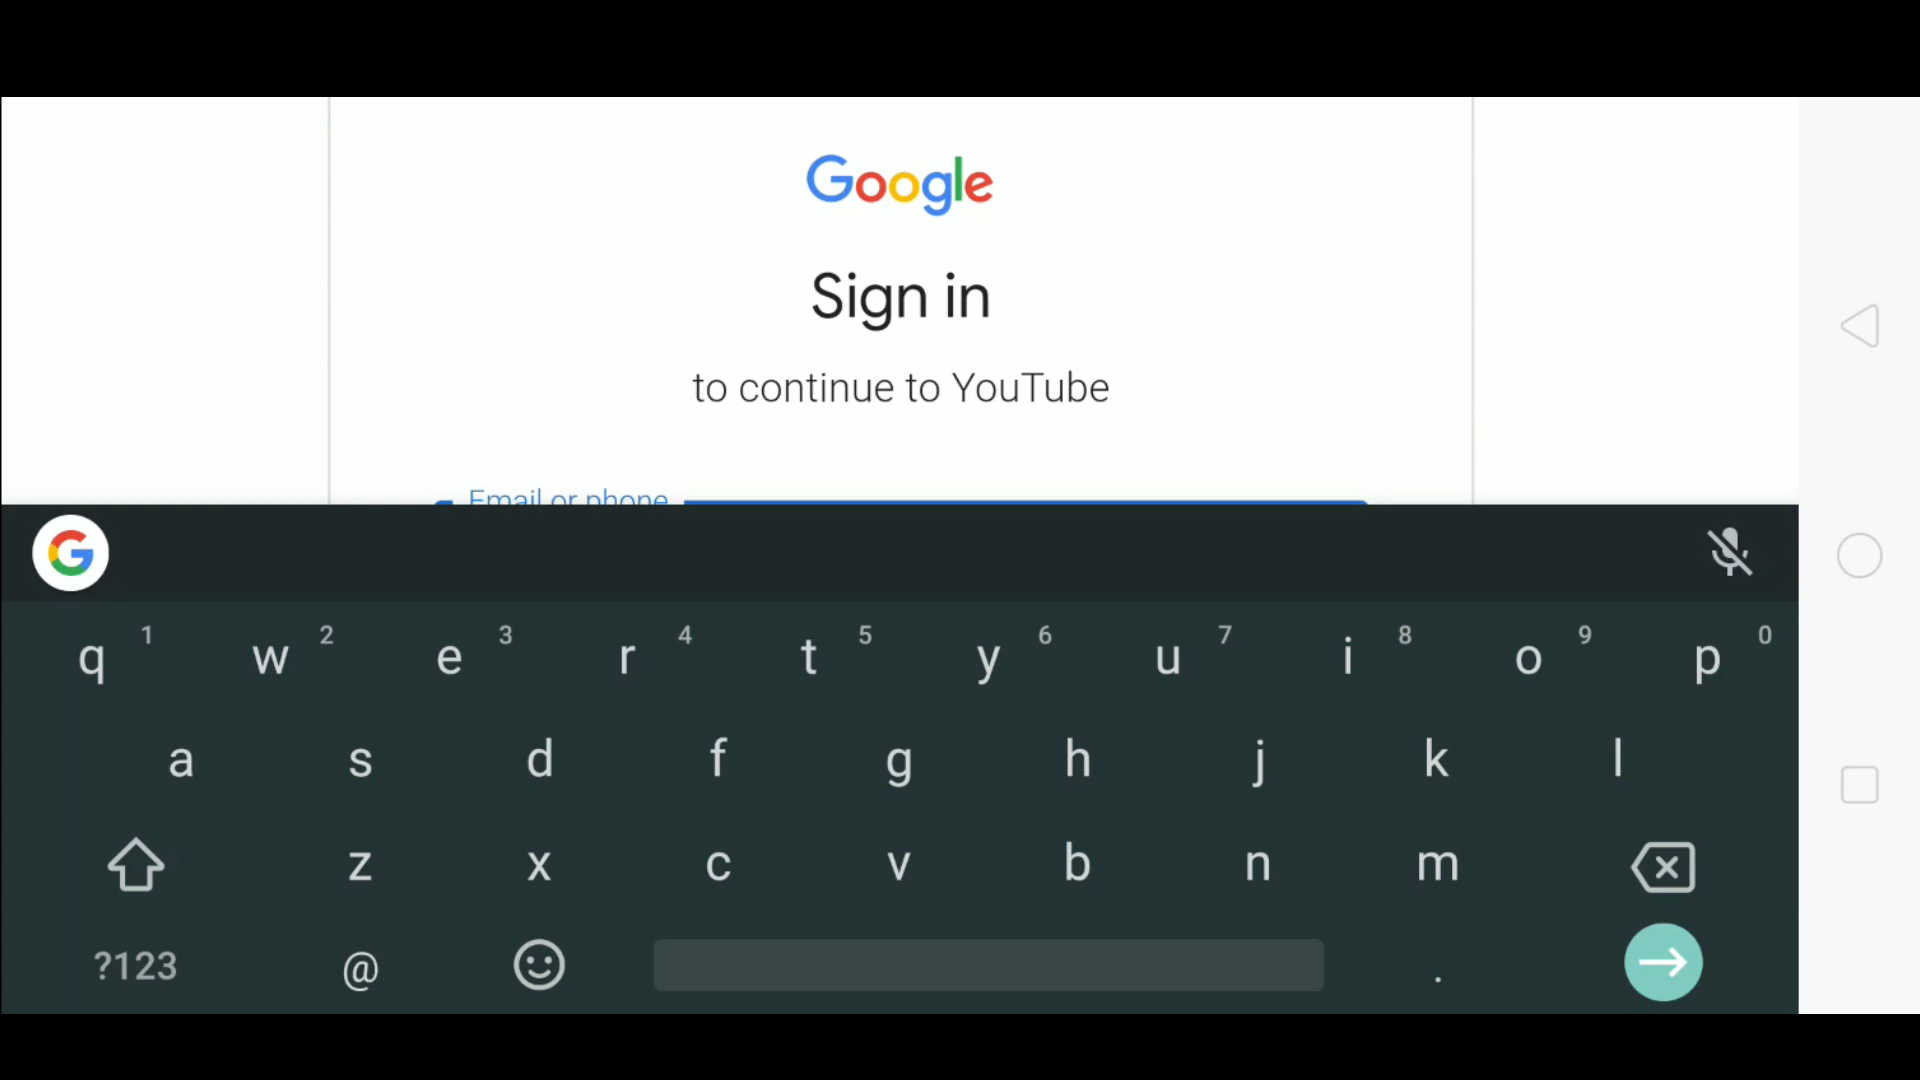 Google
Sign in
to continue to YouTube
Email or phone
q 1 w 2 e 3 r 4 t 5 y 6 u 7 i 8 o 9 p 0
a s d f g h j k l
z x c v b n m
?123 @ .